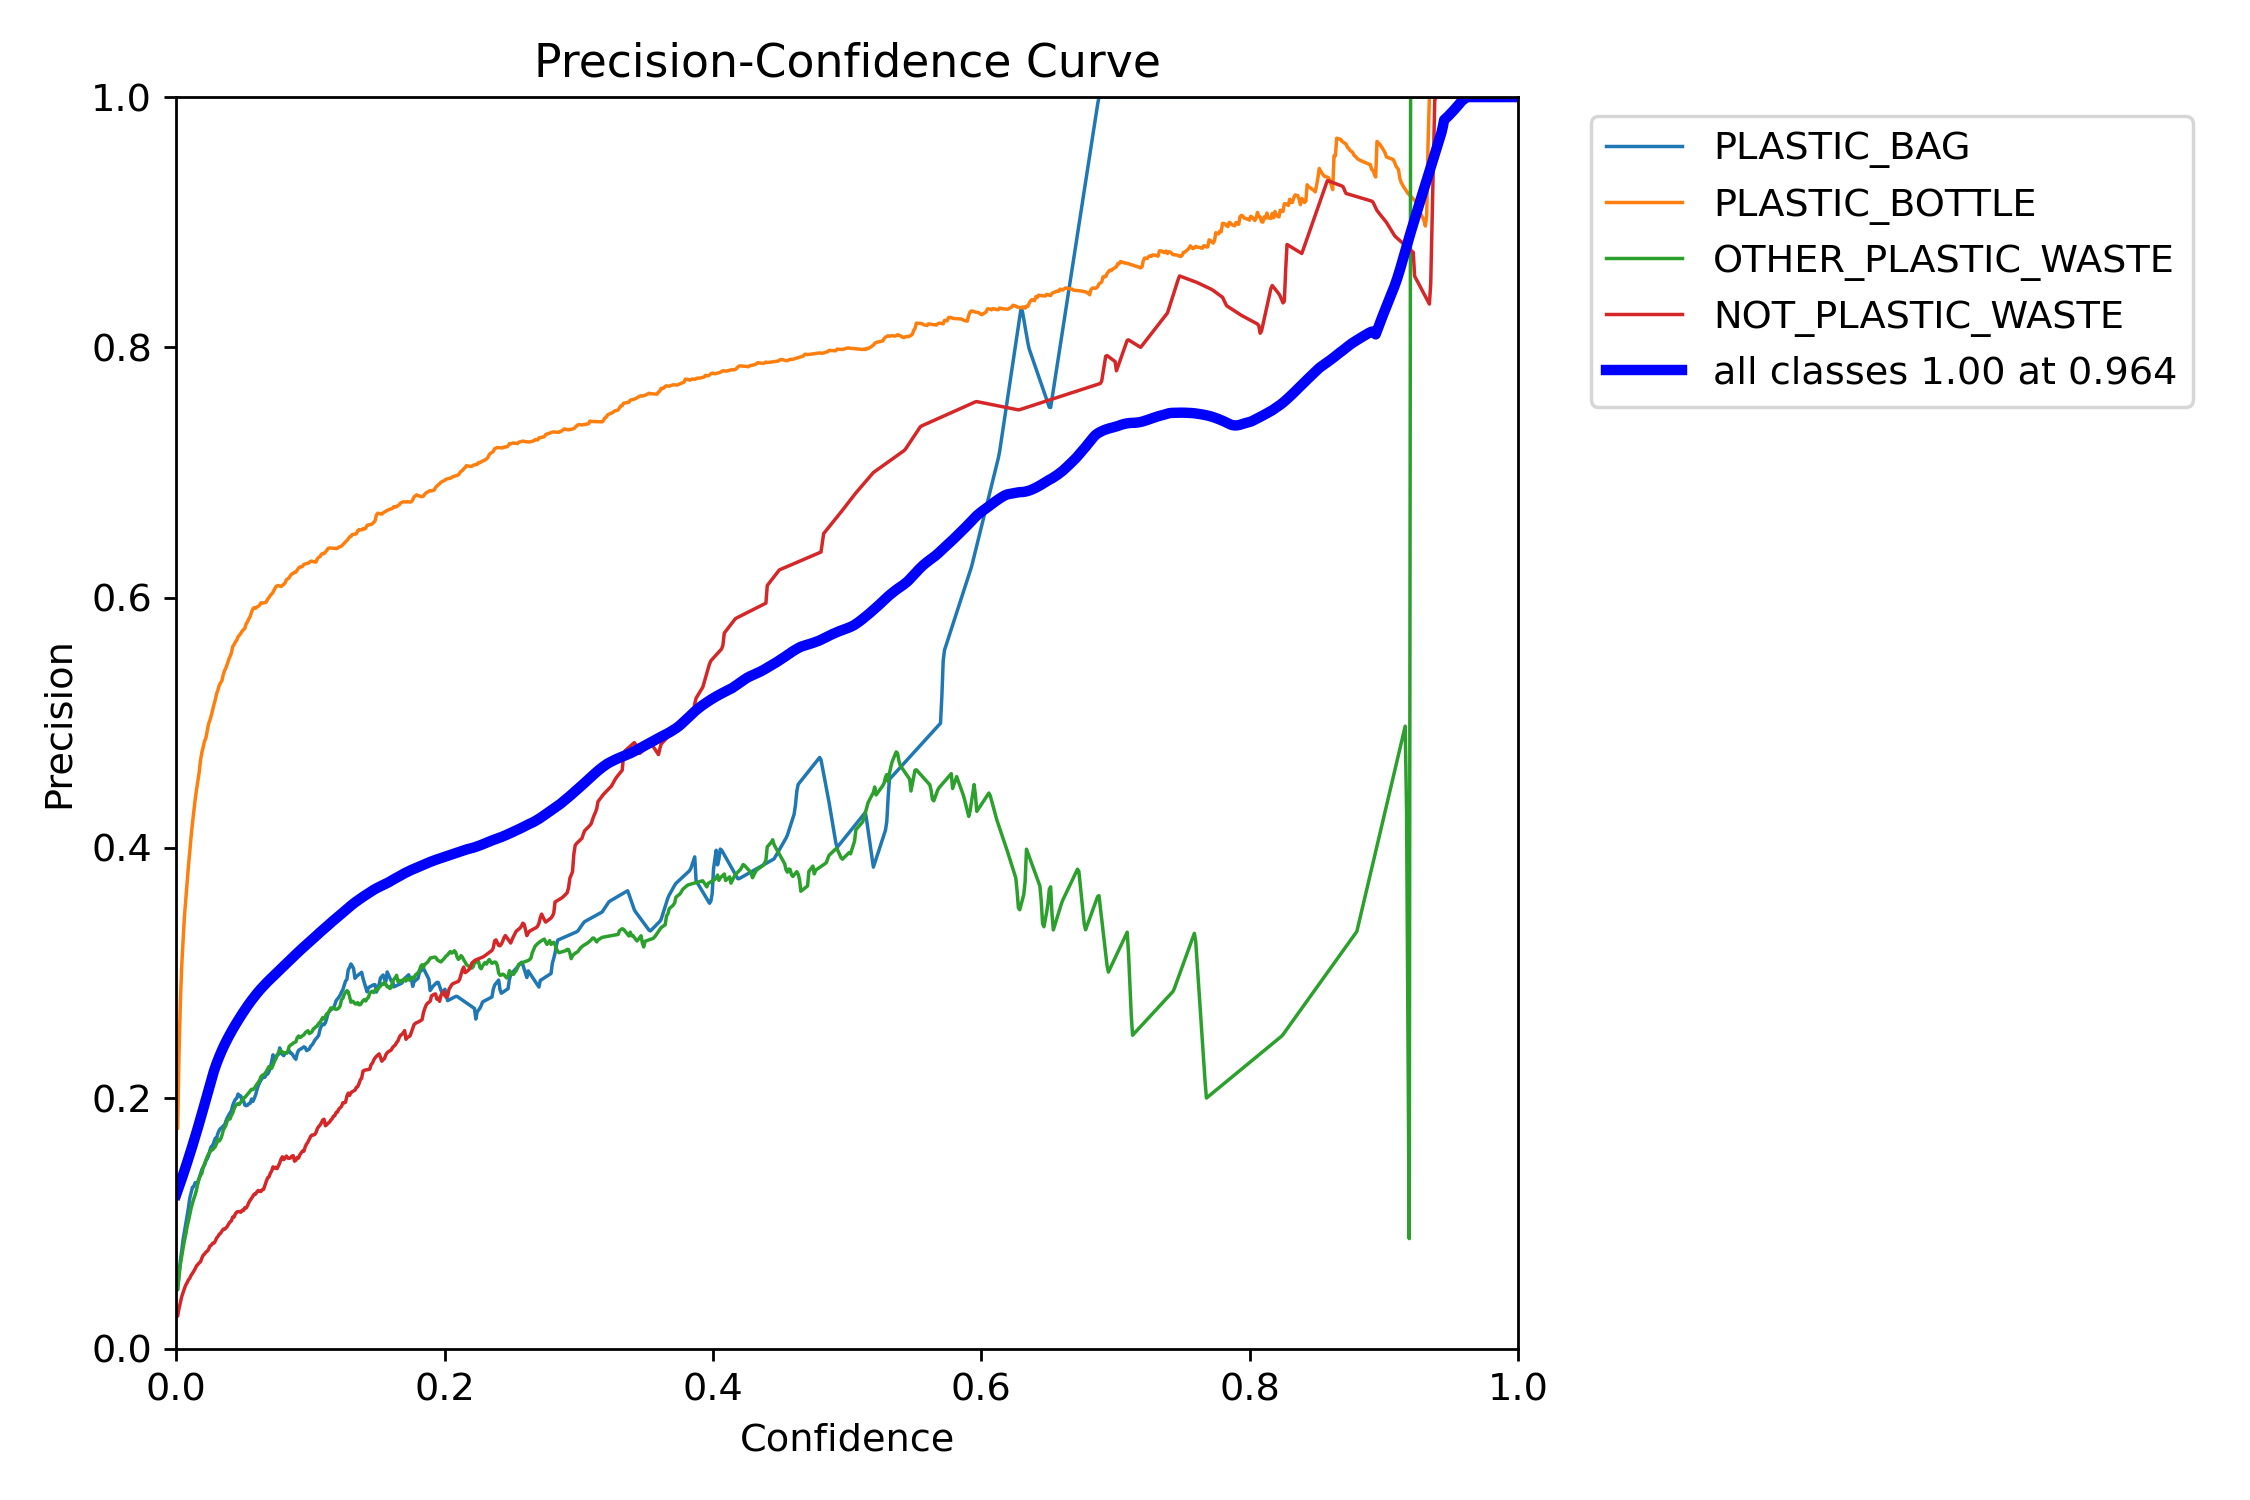 Precision-Confidence Curve
1.0
0.8
0.6
0.4
0.2
0.0
Precision
0.0 0.2 0.4 0.6 0.8 1.0
Confidence
PLASTIC_BAG
PLASTIC_BOTTLE
OTHER_PLASTIC_WASTE
NOT_PLASTIC_WASTE
all classes 1.00 at 0.964